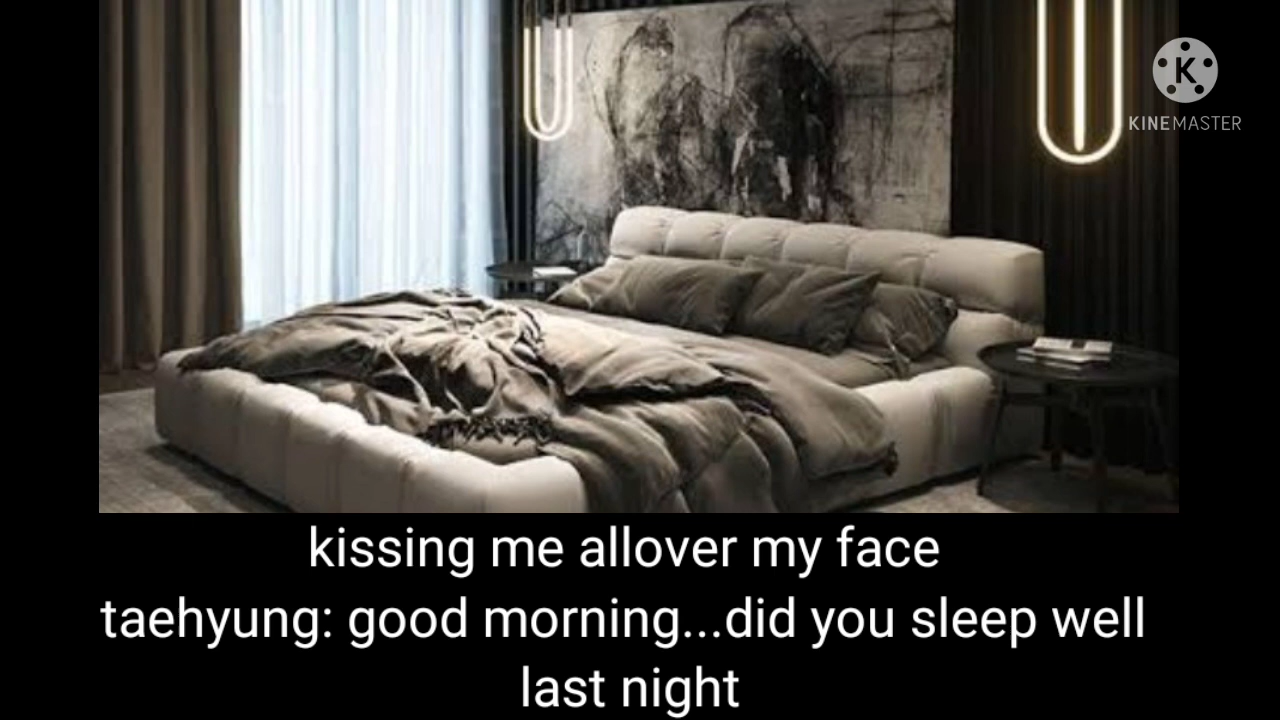 K
KINEMASTER
kissing me allover my face
taehyung: good morning...did you sleep well
last night